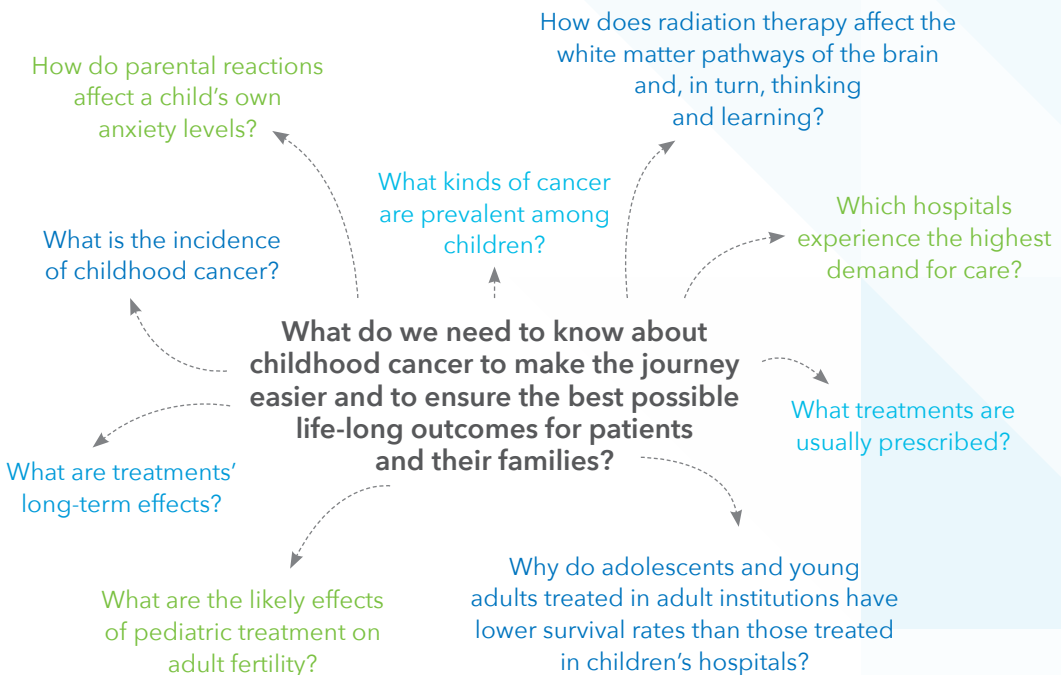 How does radiation therapy affect the
white matter pathways of the brain
and, in turn, thinking
and learning?
How do parental reactions
affect a child’s own
anxiety levels?
What kinds of cancer
are prevalent among
children?
Which hospitals
experience the highest
demand for care?
What is the incidence
of childhood cancer?
What do we need to know about
childhood cancer to make the journey
easier and to ensure the best possible
life-long outcomes for patients
and their families?
What treatments are
usually prescribed?
What are treatments’
long-term effects?
Why do adolescents and young
adults treated in adult institutions have
lower survival rates than those treated
in children’s hospitals?
What are the likely effects
of pediatric treatment on
adult fertility?